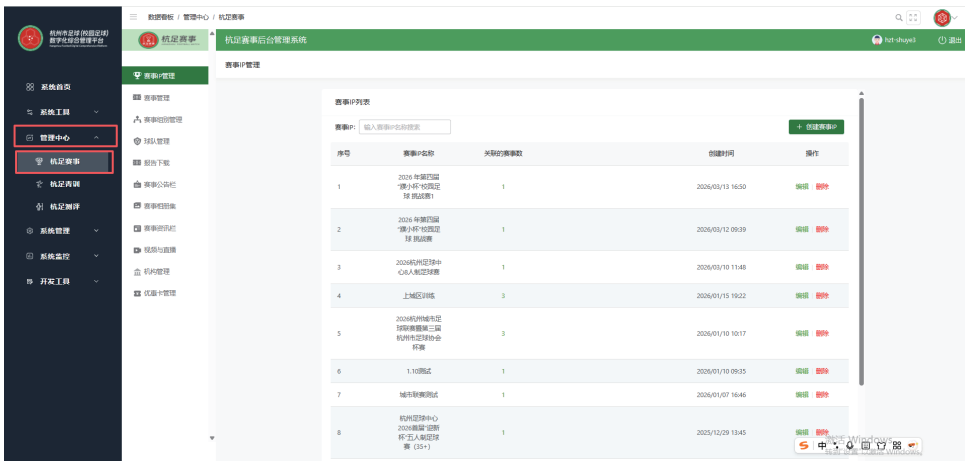 数据看板 / 管理中心 / 杭足赛事
杭州市足球(校园足球)
数字化综合管理平台
杭足赛事
杭足赛事后台管理系统
hzt-shuye3
退出
系统首页
系统工具
管理中心
杭足赛事
杭足青训
杭足测评
系统管理
系统监控
开发工具
赛事IP管理
赛事管理
赛事组别管理
球队管理
报告下载
赛事公告栏
赛事相册集
赛事资讯栏
视频与直播
机构管理
优惠卡管理
赛事IP管理
赛事IP列表
赛事IP: 输入赛事IP名称搜索
+ 创建赛事IP
序号 赛事IP名称 关联的赛事数 创建时间 操作
1 2026 年第四届 1 2026/03/13 16:50 编辑 删除
“濮小杯”校园足
球 挑战赛1
2 2026 年第四届 1 2026/03/12 09:39 编辑 删除
“濮小杯”校园足
球 挑战赛
3 2026杭州足球中 1 2026/03/10 11:48 编辑 删除
心8人制足球赛
4 上城区训练 3 2026/01/15 19:22 编辑 删除
5 2026杭州城市足 3 2026/01/10 10:17 编辑 删除
球联赛暨第三届
杭州市足球协会
杯赛
6 1.10测试 1 2026/01/10 09:35 编辑 删除
7 城市联赛测试 1 2026/01/07 16:46 编辑 删除
8 杭州足球中心 1 2025/12/29 13:45 编辑 删除
2026首届“迎新
杯”五人制足球
赛（35+）
激活 Windows
中